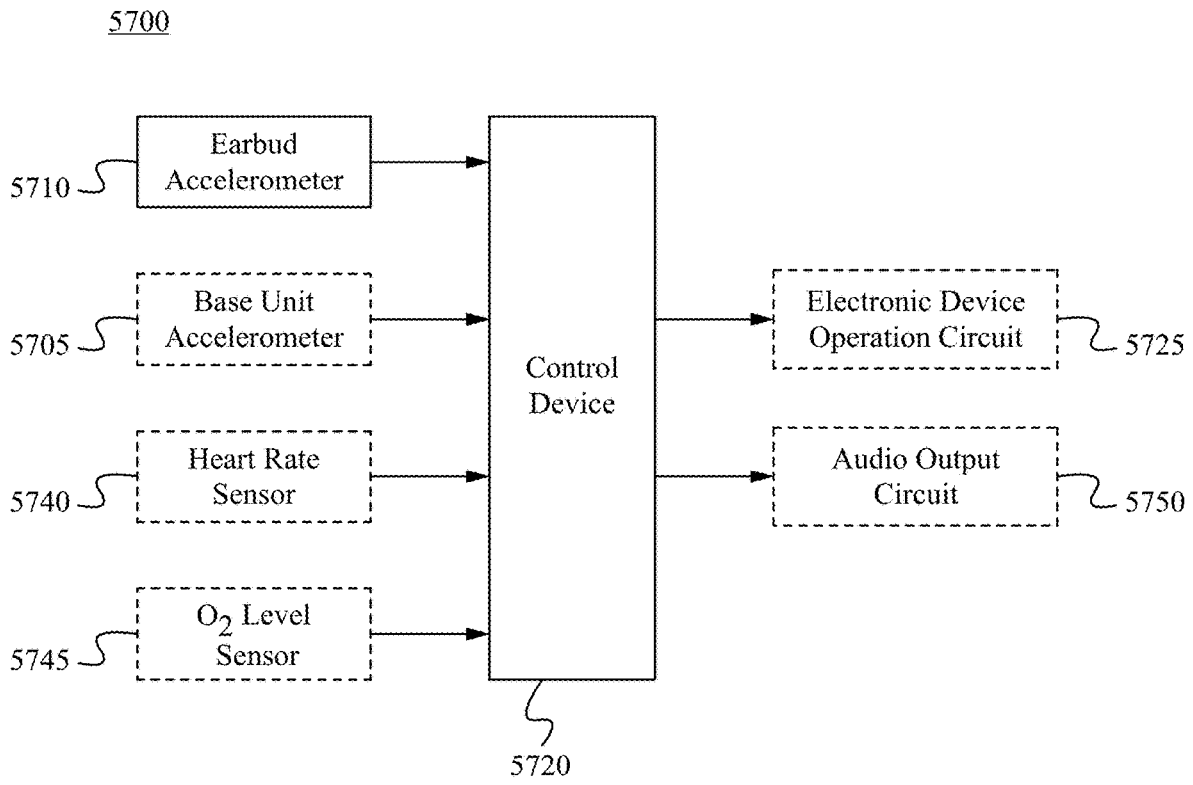 5700
Earbud
Accelerometer
5710
Base Unit
Accelerometer
5705
Heart Rate
Sensor
5740
O2 Level
Sensor
5745
Control
Device
5720
Electronic Device
Operation Circuit
5725
Audio Output
Circuit
5750